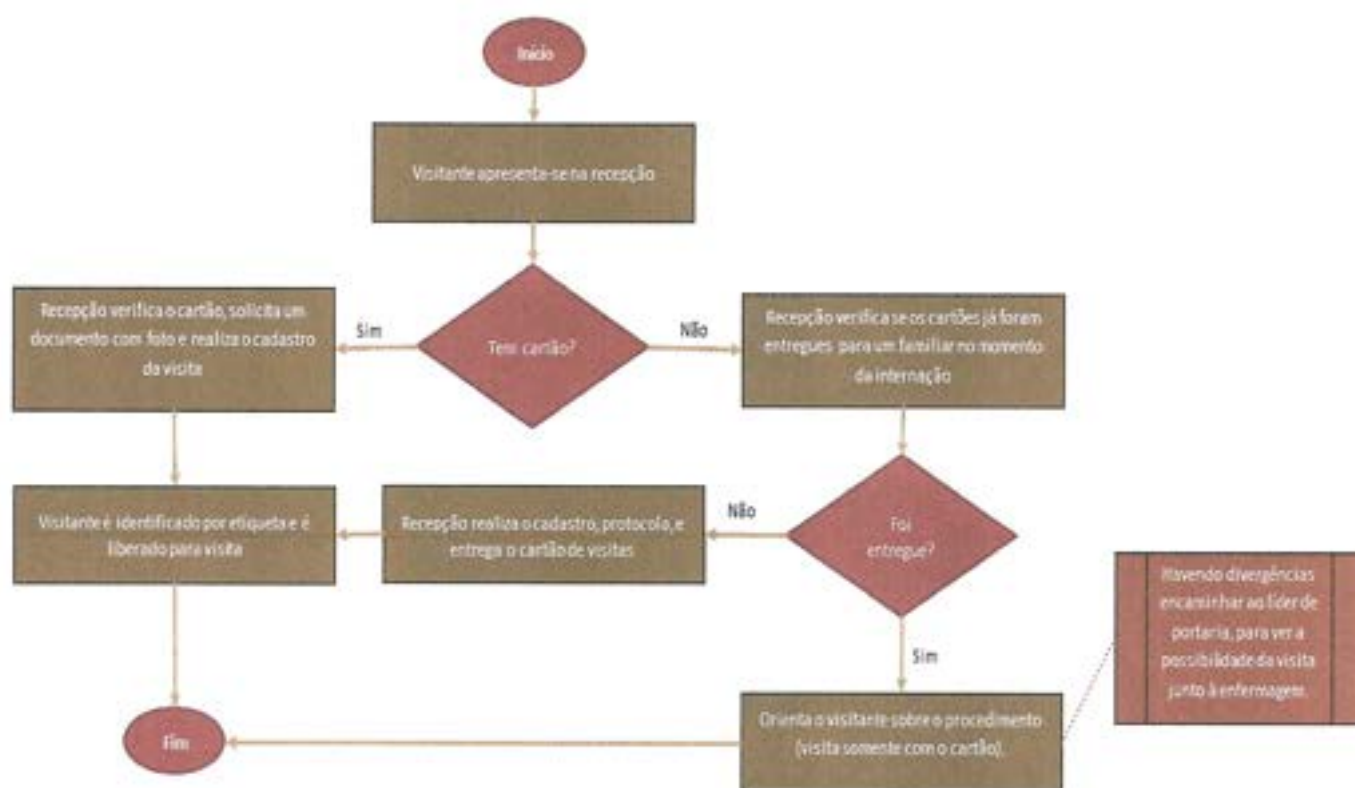 Início
Visitante apresenta-se na recepção
Tem cartão?
Sim
Não
Recepção verifica o cartão, solicita um
documento com foto e realiza o cadastro
da visita
Recepção verifica se os cartões já foram
entregues para um familiar no momento
da internação
Foi
entregue?
Não
Sim
Recepção realiza o cadastro, protocola, e
entrega o cartão de visitas
Visitante é identificado por etiqueta e é
liberado para visita
Havendo divergências
encaminhar ao líder de
portaria, para ver a
possibilidade da visita
junto à enfermagem.
Orienta o visitante sobre o procedimento
(visita somente com o cartão).
Fim